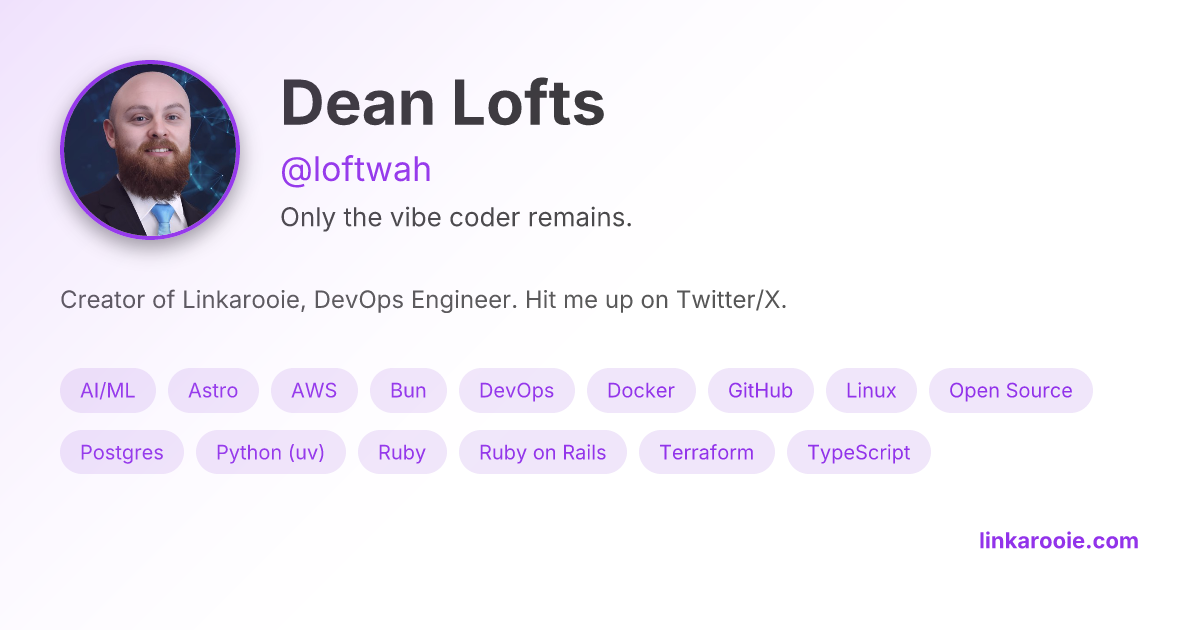 Dean Lofts
@loftwah
Only the vibe coder remains.
Creator of Linkarooie, DevOps Engineer. Hit me up on Twitter/X.
AI/ML Astro AWS Bun DevOps Docker GitHub Linux Open Source
Postgres Python (uv) Ruby Ruby on Rails Terraform TypeScript
linkarooie.com